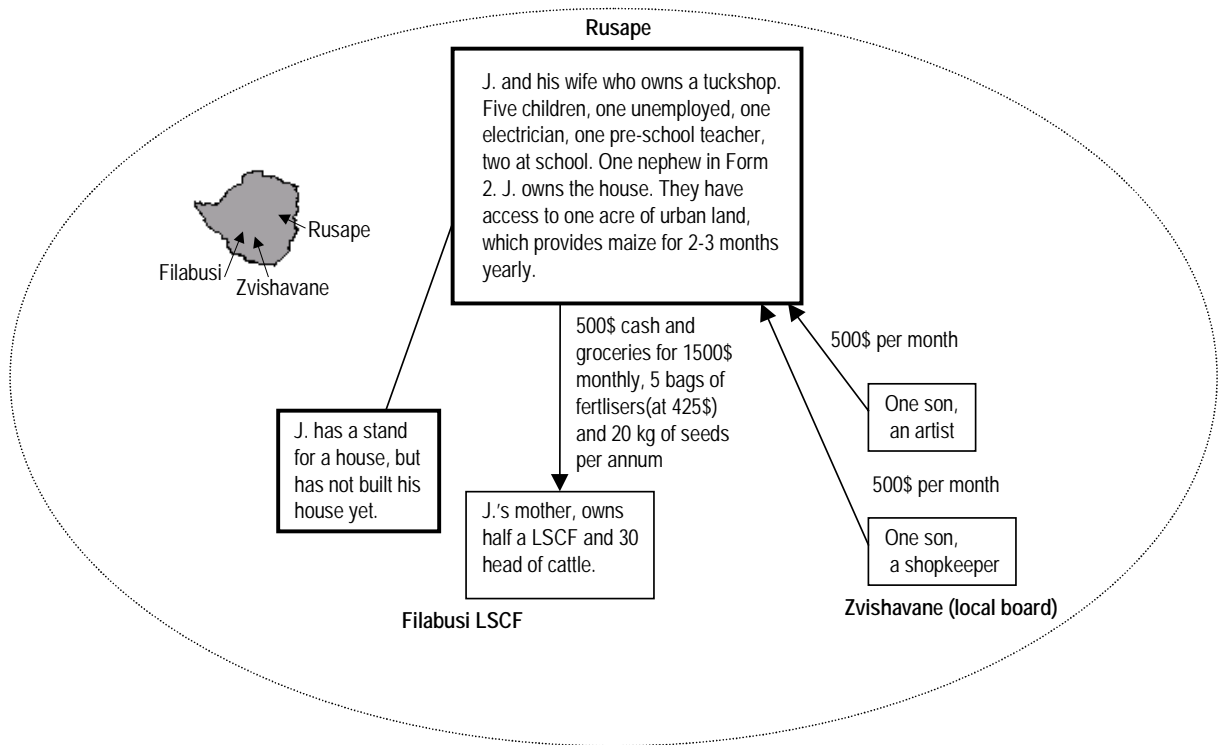 Rusape
J. and his wife who owns a tuckshop.
Five children, one unemployed, one
electrician, one pre-school teacher,
two at school. One nephew in Form
2. J. owns the house. They have
access to one acre of urban land,
which provides maize for 2-3 months
yearly.
Rusape
Filabusi
Zvishavane
500$ cash and
groceries for 1500$
monthly, 5 bags of
fertlisers(at 425$)
and 20 kg of seeds
per annum
500$ per month
One son,
an artist
J. has a stand
for a house, but
has not built his
house yet.
500$ per month
J.'s mother, owns
half a LSCF and 30
head of cattle.
One son,
a shopkeeper
Filabusi LSCF
Zvishavane (local board)